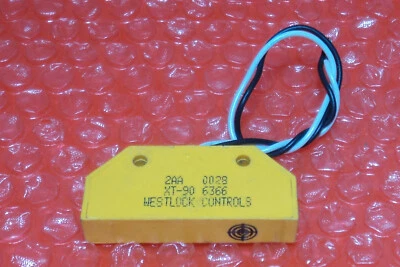 2AA 0028
XT-90 6366
WESTLOCK CONTROLS